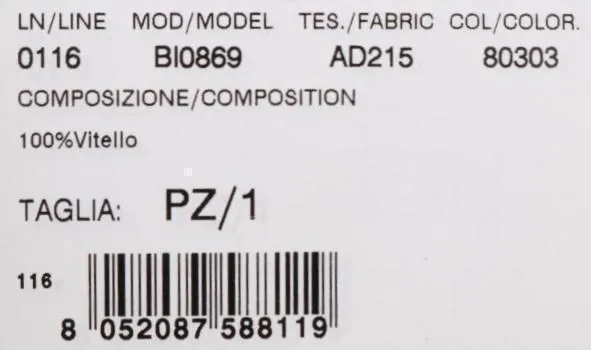 LN/LINE MOD/MODEL TES./FABRIC COL/COLOR.
0116 BI0869 AD215 80303
COMPOSIZIONE/COMPOSITION
100%Vitello
TAGLIA: PZ/1
116
8 052087 588119